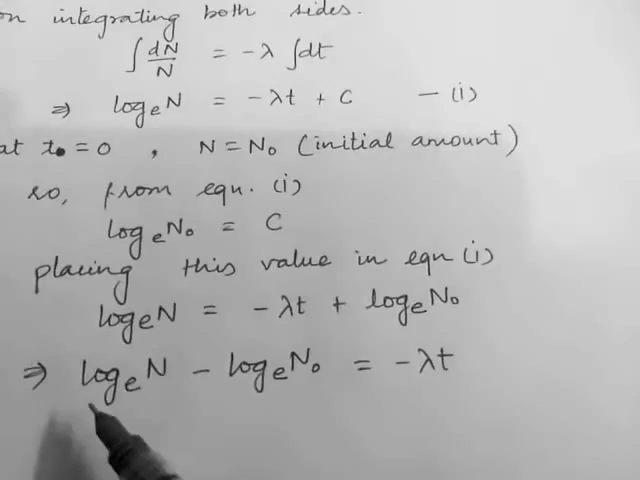 on integrating both sides.
∫ dN/N = -λ ∫dt
⇒ logₑN = -λt + C - (i)
at t₀ = 0 , N = N₀ (initial amount)
so, from eqn. (i)
logₑN₀ = C
placing this value in eqn (i)
logₑN = -λt + logₑN₀
⇒ logₑN - logₑN₀ = -λt